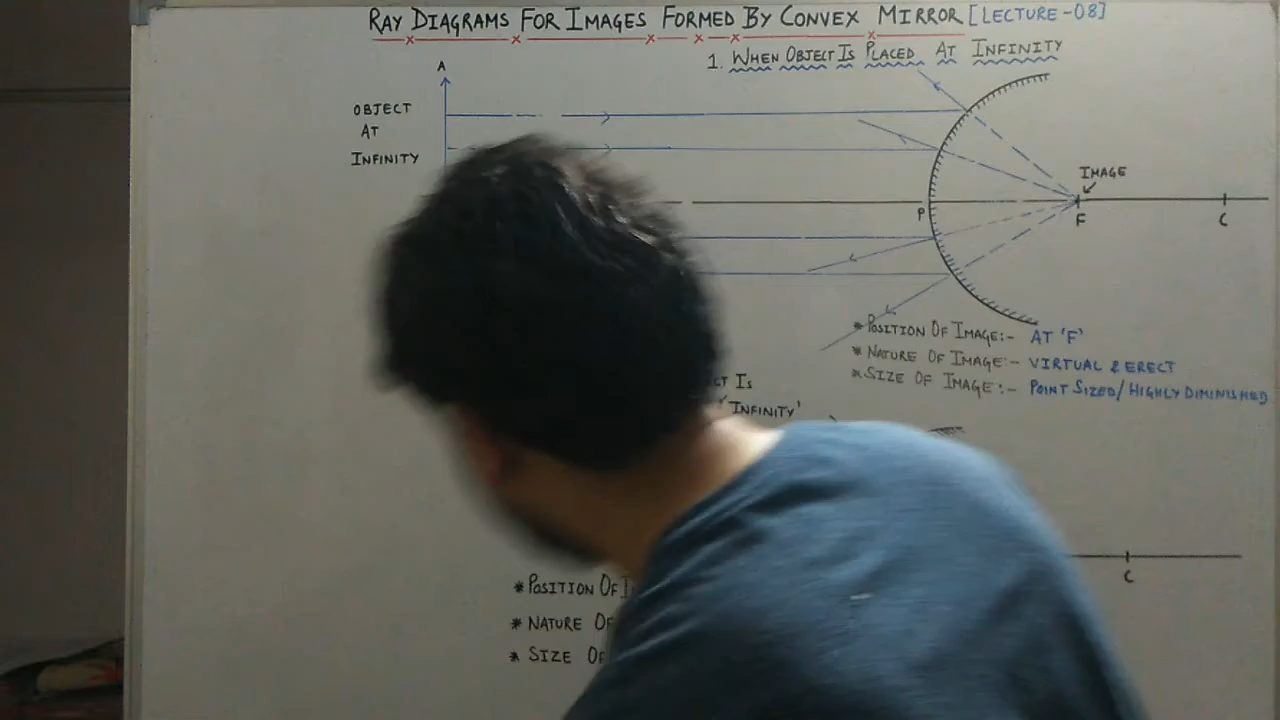 RAY DIAGRAMS FOR IMAGES FORMED BY CONVEX MIRROR [LECTURE-08]
1. WHEN OBJECT IS PLACED AT INFINITY
A
OBJECT
AT
INFINITY
IMAGE
P
F
C
* POSITION OF IMAGE:- AT 'F'
* NATURE OF IMAGE:- VIRTUAL & ERECT
* SIZE OF IMAGE:- POINT SIZED/HIGHLY DIMINISHED
IS
'INFINITY'
C
* POSITION OF
* NATURE OF
* SIZE OF